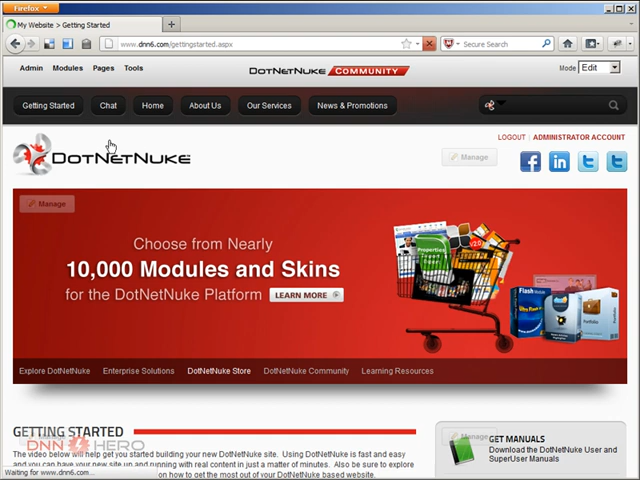 Firefox
My Website > Getting Started
www.dnn6.com/gettingstarted.aspx
Secure Search
Admin Modules Pages Tools
DOTNETNUKE COMMUNITY
Mode Edit
Getting Started Chat Home About Us Our Services News & Promotions
LOGOUT | ADMINISTRATOR ACCOUNT
DOTNETNUKE
Manage
Manage
Choose from Nearly
10,000 Modules and Skins
for the DotNetNuke Platform LEARN MORE
Properties
V2.0
Flash Module
Portfolio
Explore DotNetNuke Enterprise Solutions DotNetNuke Store DotNetNuke Community Learning Resources
GETTING STARTED
DNN HERO
The video below will help get you started building your new DotNetNuke site. Using DotNetNuke is fast and easy
and you can have your new site up and running with real content in just a matter of minutes. Also be sure to explore
on how to get the most out of your DotNetNuke based website.
Manage
GET MANUALS
Download the DotNetNuke User and
SuperUser Manuals
Waiting for www.dnn6.com...